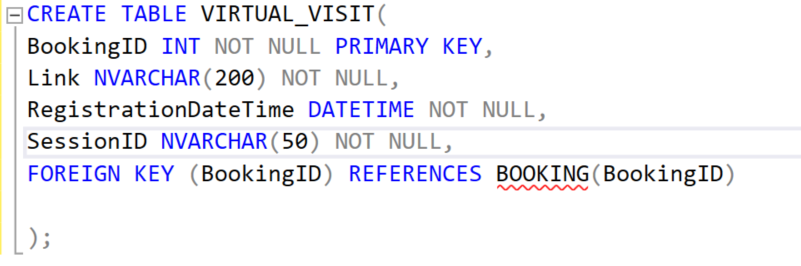 CREATE TABLE VIRTUAL_VISIT(
BookingID INT NOT NULL PRIMARY KEY,
Link NVARCHAR(200) NOT NULL,
RegistrationDateTime DATETIME NOT NULL,
SessionID NVARCHAR(50) NOT NULL,
FOREIGN KEY (BookingID) REFERENCES BOOKING(BookingID)
);